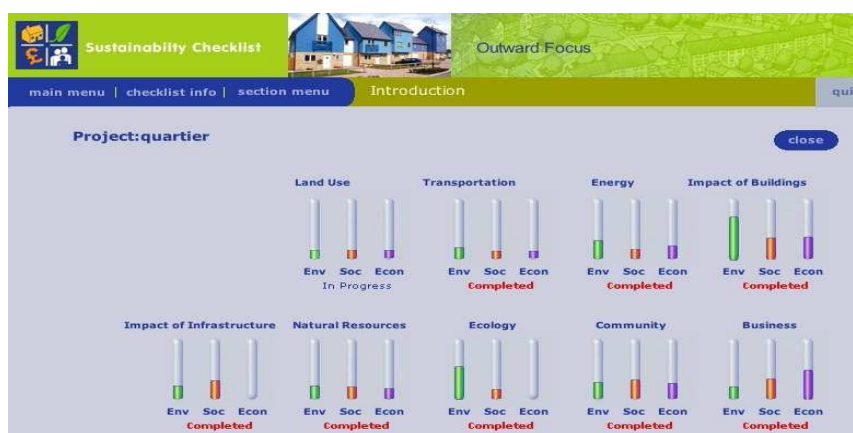 Sustainabilty Checklist
Outward Focus
main menu | checklist info | section menu
Introduction
qui
Project:quartier
close
Land Use Transportation Energy Impact of Buildings
Env Soc Econ Env Soc Econ Env Soc Econ Env Soc Econ
In Progress Completed Completed Completed
Impact of Infrastructure Natural Resources Ecology Community Business
Env Soc Econ Env Soc Econ Env Soc Econ Env Soc Econ Env Soc Econ
Completed Completed Completed Completed Completed